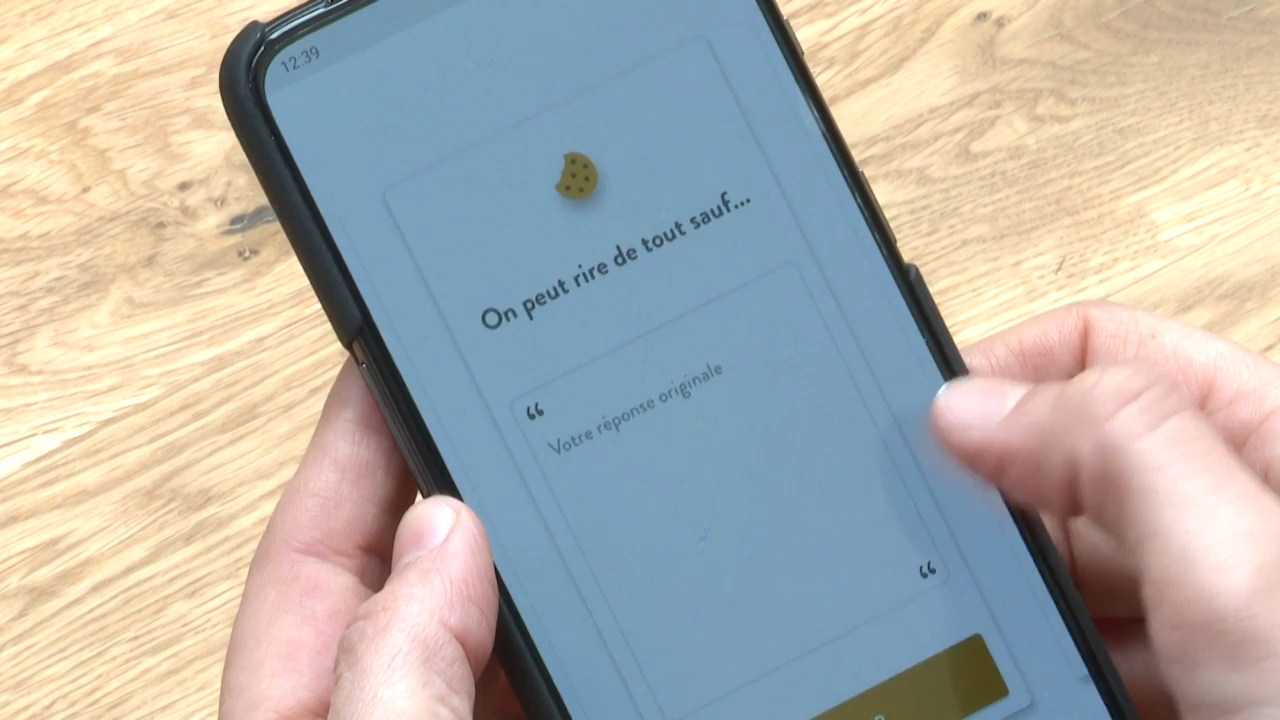 12:39
On peut rire de tout sauf...
“
Votre réponse originale
“